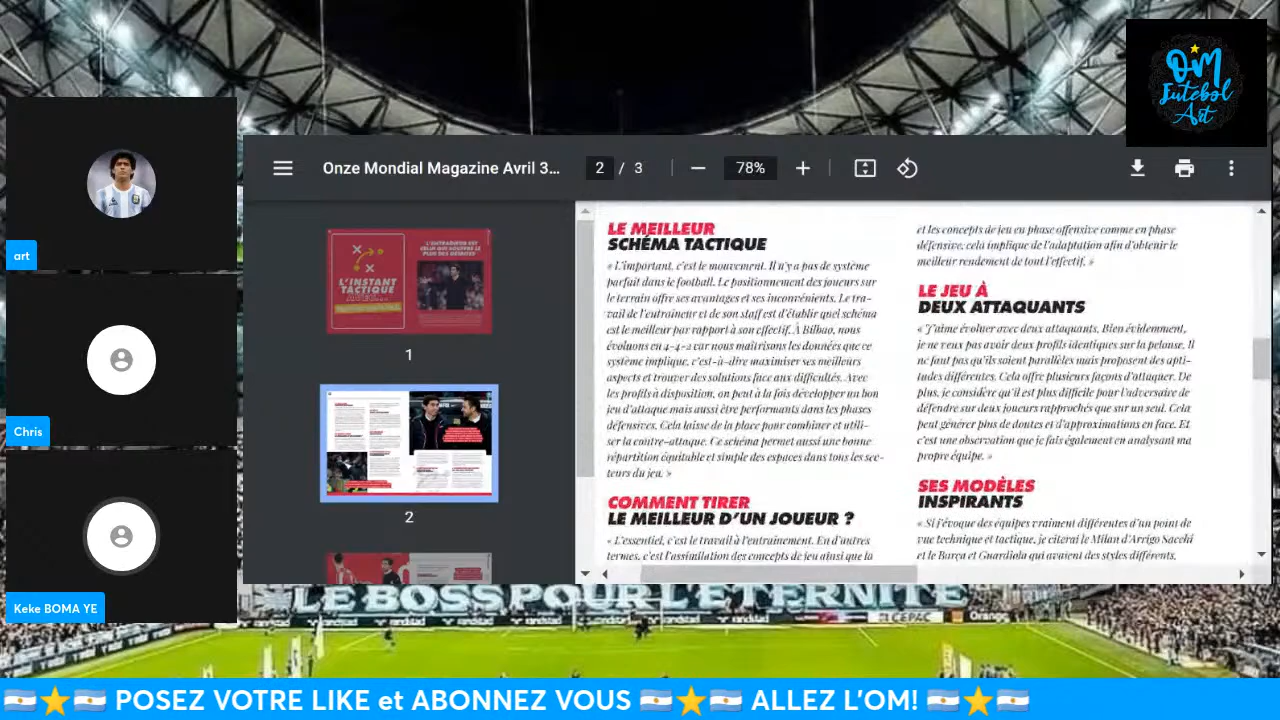 OM
Futebol
Art
Onze Mondial Magazine Avril 3...
2 / 3
78%
art
Chris
Keke BOMA YE
L'INSTANT
TACTIQUE
1
2
LE MEILLEUR
SCHÉMA TACTIQUE
« L'important, c'est le mouvement. Il n'y a pas de système
parfait dans le football. Le positionnement des joueurs sur
le terrain offre ses avantages et ses inconvénients. Le tra-
vail de l'entraineur et de son staff est d'établir quel schéma
est le meilleur par rapport à son effectif. À Bilbao, nous
évoluons en 4-4-2 car nous maîtrisons les données que ce
système implique, c'est-à-dire maximiser ses meilleurs
aspects et trouver des solutions face aux difficultés. Avec
les profils à disposition, on peut à la fois développer un bon
jeu d'attaque mais aussi être performants dans les phases
défensives. Cela laisse de la place pour combiner et utili-
ser la contre-attaque. Ce schéma permet aussi une bonne
répartition équitable et simple des espaces dans tous les sec-
teurs du jeu. »
COMMENT TIRER
LE MEILLEUR D'UN JOUEUR ?
« L'essentiel, c'est le travail à l'entrainement. En d'autres
termes, c'est l'assimilation des concepts de jeu ainsi que la
et les concepts de jeu en phase offensive comme en phase
défensive, cela implique de l'adaptation afin d'obtenir le
meilleur rendement de tout l'effectif. »
LE JEU À
DEUX ATTAQUANTS
« J'aime évoluer avec deux attaquants. Bien évidemment,
je ne veux pas avoir deux profils identiques sur la pelouse. Il
ne faut pas qu'ils soient parallèles mais proposent des apti-
tudes différentes. Cela offre plusieurs façons d'attaquer. De
plus, je considère qu'il est plus difficile pour l'adversaire de
défendre sur deux joueurs rapprochés que sur un seul. Cela
peut générer plus de doutes et d'approximations en face. Et
c'est une observation que je fais également en analysant ma
propre équipe. »
SES MODÈLES
INSPIRANTS
« Si j'évoque des équipes vraiment différentes d'un point de
vue technique et tactique, je citerai le Milan d'Arrigo Sacchi
et le Barça et Guardiola qui avaient des styles différents,
LE BOSS POUR L'ETERNITE
CEPAC
Orange
POSEZ VOTRE LIKE et ABONNEZ VOUS ALLEZ L'OM!